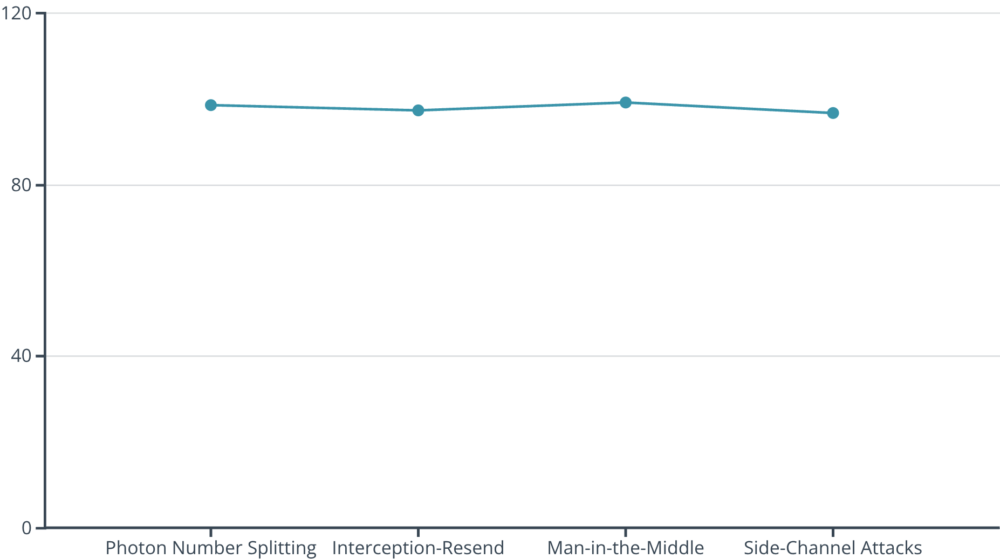 120
80
40
0
Photon Number Splitting Interception-Resend Man-in-the-Middle Side-Channel Attacks